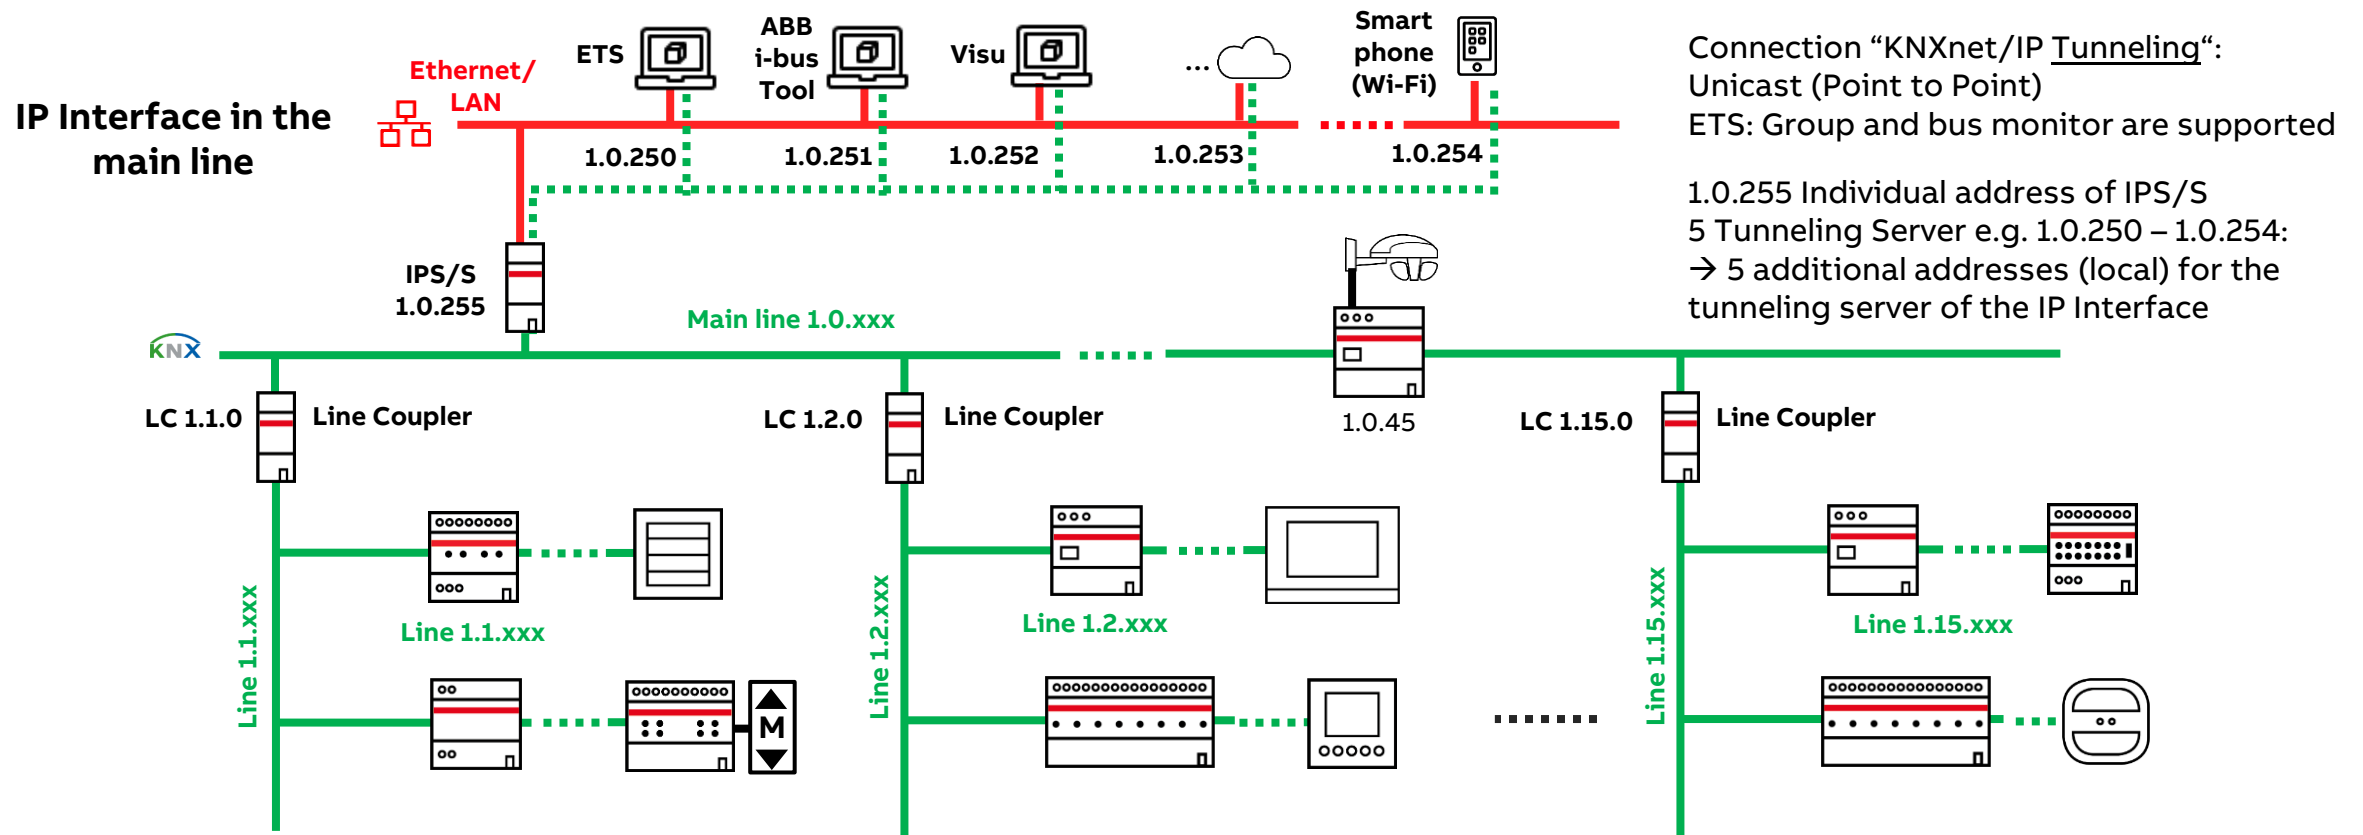 IP Interface in the
main line
Ethernet/
LAN
ETS
ABB
i-bus
Tool
Visu
...
Smart
phone
(Wi-Fi)
1.0.250
1.0.251
1.0.252
1.0.253
1.0.254
Connection “KNXnet/IP Tunneling“:
Unicast (Point to Point)
ETS: Group and bus monitor are supported
1.0.255 Individual address of IPS/S
5 Tunneling Server e.g. 1.0.250 – 1.0.254:
→ 5 additional addresses (local) for the
tunneling server of the IP Interface
IPS/S
1.0.255
Main line 1.0.xxx
KNX
LC 1.1.0
Line Coupler
LC 1.2.0
Line Coupler
1.0.45
LC 1.15.0
Line Coupler
Line 1.1.xxx
Line 1.1.xxx
M
Line 1.2.xxx
Line 1.2.xxx
Line 1.15.xxx
Line 1.15.xxx